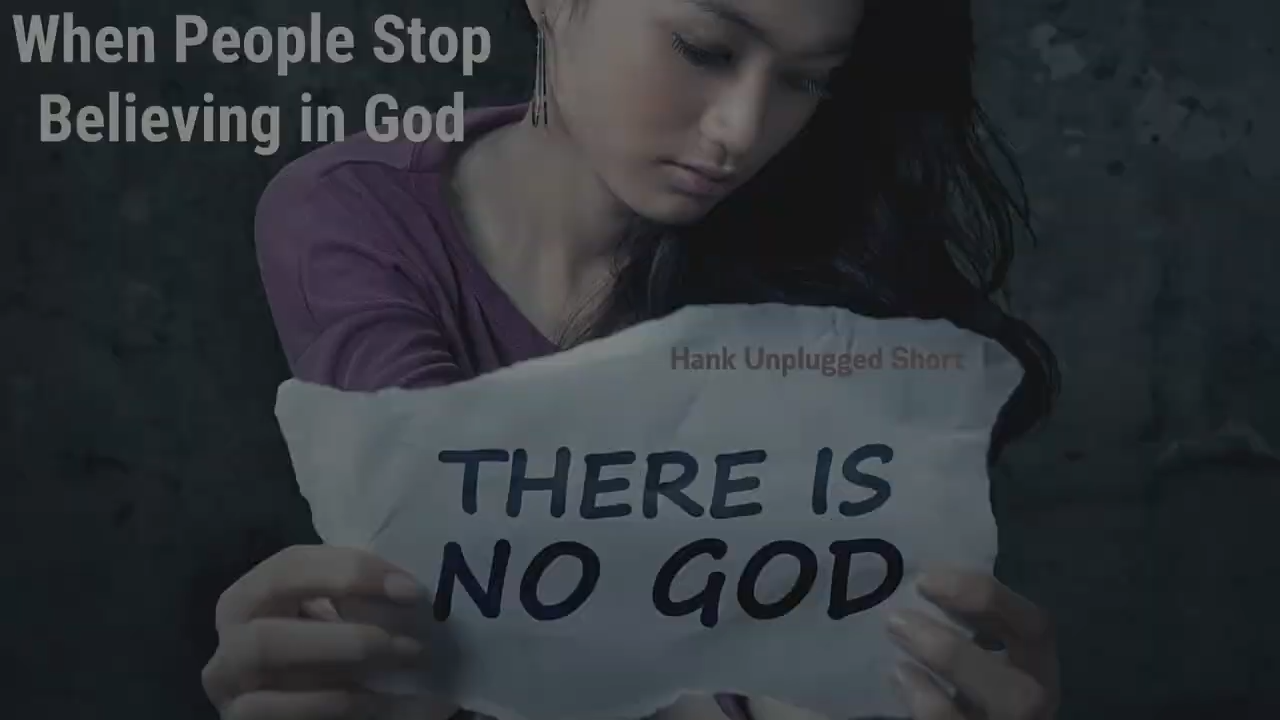 When People Stop
Believing in God
Hank Unplugged Short
THERE IS
NO GOD